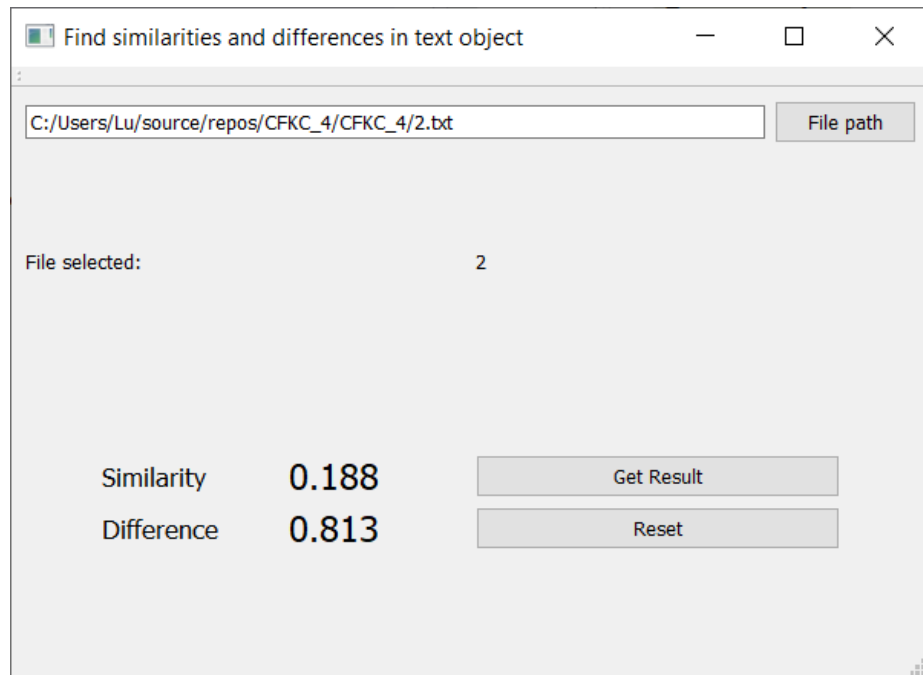 Find similarities and differences in text object
C:/Users/Lu/source/repos/CFKC_4/CFKC_4/2.txt File path
File selected: 2
Similarity 0.188 Get Result
Difference 0.813 Reset